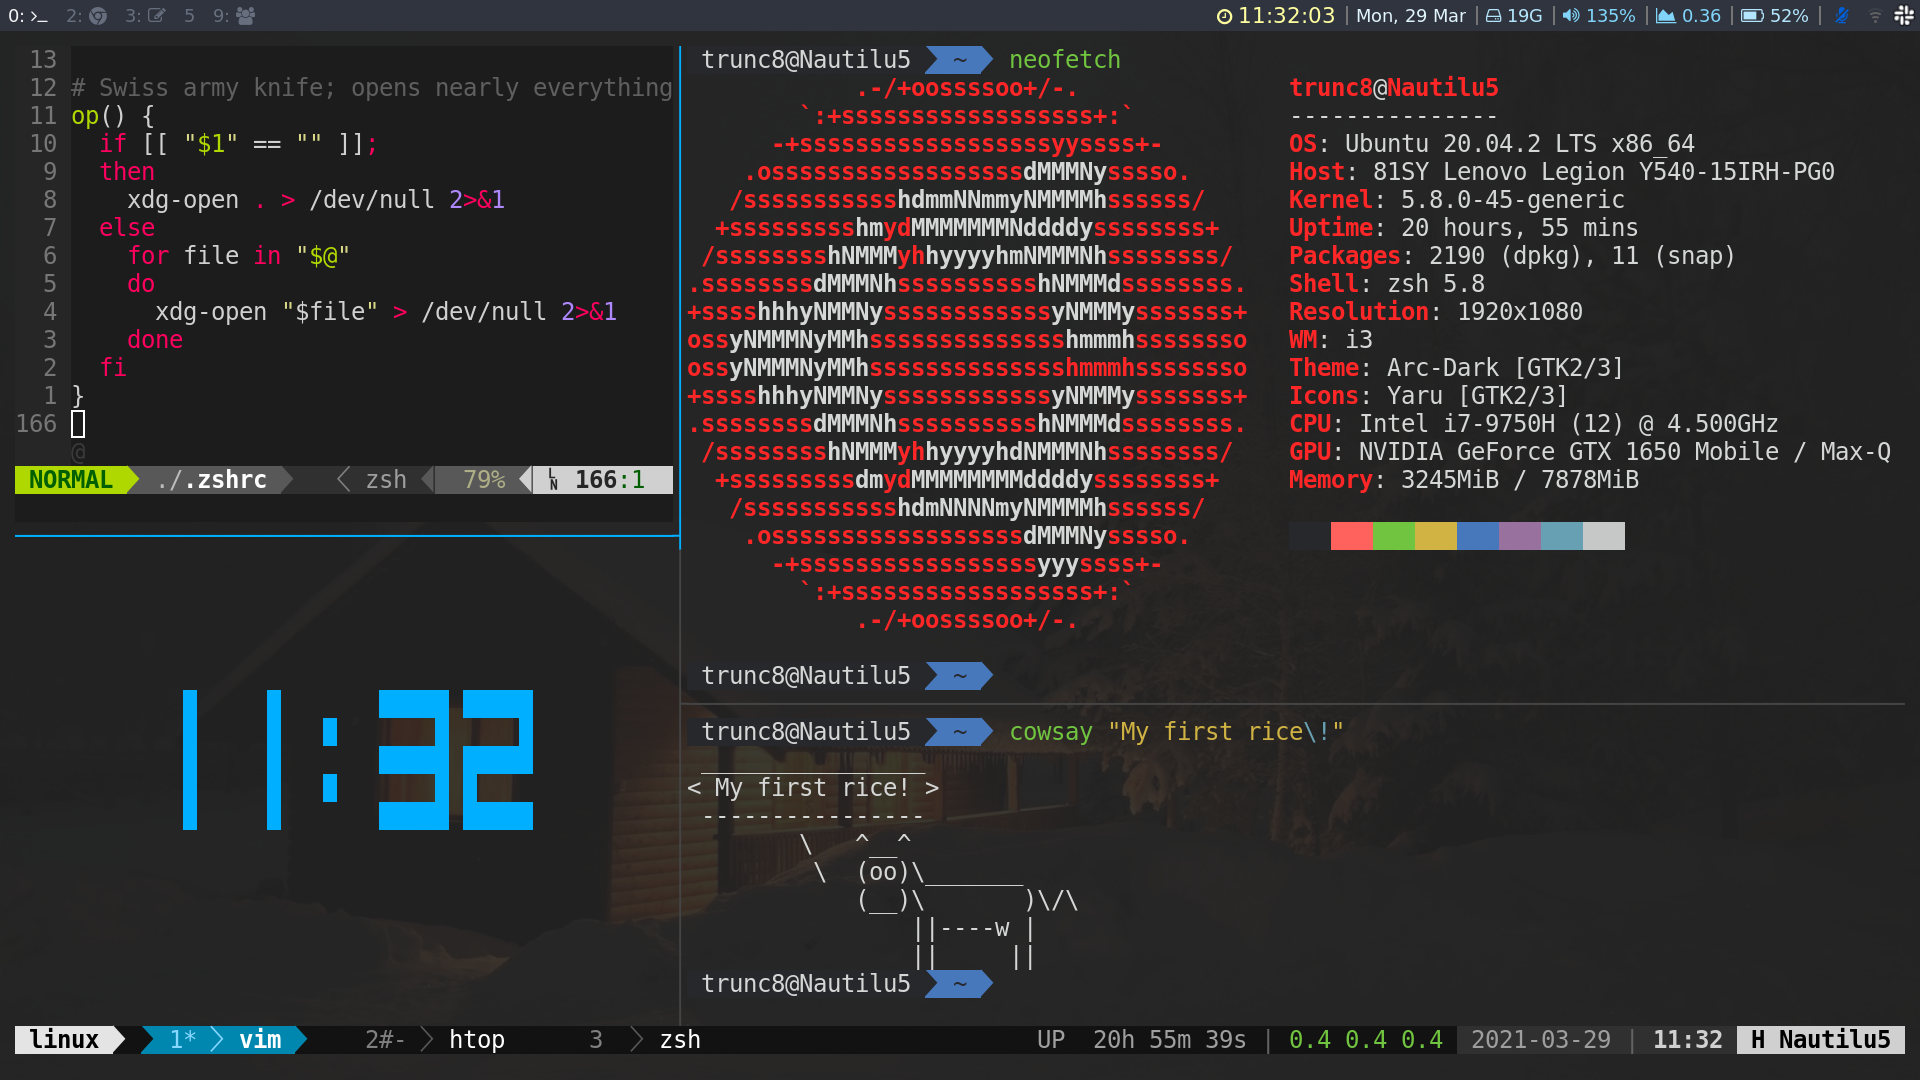 0: 2: 3: 5 9: 11:32:03 | Mon, 29 Mar | 19G | 135% | 0.36 | 52% |
13
12 # Swiss army knife; opens nearly everything
11 op() {
10   if [[ "$1" == "" ]];
9   then
8     xdg-open . > /dev/null 2>&1
7   else
6     for file in "$@"
5     do
4       xdg-open "$file" > /dev/null 2>&1
3     done
2   fi
1 }
166
@
NORMAL ./.zshrc zsh 79% LN 166:1
11:32
trunc8@Nautilu5 ~ neofetch
            .-/+oossssoo+/-.
        `:+ssssssssssssssssss+:`
      -+ssssssssssssssssssyyssss+-
    .ossssssssssssssssssdMMMNysssso.
   /ssssssssssshdmmNNmmyNMMMMhssssss/
  +ssssssssshmydMMMMMMMNddddyssssssss+
 /sssssssshNMMMyhhyyyyhmNMMMNhssssssss/
.ssssssssdMMMNhsssssssssshNMMMdssssssss.
+sssshhhyNMMNyssssssssssssyNMMMysssssss+
ossyNMMMNyMMhsssssssssssssshmmmhssssssso
ossyNMMMNyMMhsssssssssssssshmmmhssssssso
+sssshhhyNMMNyssssssssssssyNMMMysssssss+
.ssssssssdMMMNhsssssssssshNMMMdssssssss.
 /sssssssshNMMMyhhyyyyhdNMMMNhssssssss/
  +sssssssssdmydMMMMMMMMddddyssssssss+
   /ssssssssssshdmNNNNmyNMMMMhssssss/
    .ossssssssssssssssssdMMMNysssso.
      -+sssssssssssssssssyyyssss+-
        `:+ssssssssssssssssss+:`
            .-/+oossssoo+/-.
trunc8@Nautilu5
---------------
OS: Ubuntu 20.04.2 LTS x86_64
Host: 81SY Lenovo Legion Y540-15IRH-PG0
Kernel: 5.8.0-45-generic
Uptime: 20 hours, 55 mins
Packages: 2190 (dpkg), 11 (snap)
Shell: zsh 5.8
Resolution: 1920x1080
WM: i3
Theme: Arc-Dark [GTK2/3]
Icons: Yaru [GTK2/3]
CPU: Intel i7-9750H (12) @ 4.500GHz
GPU: NVIDIA GeForce GTX 1650 Mobile / Max-Q
Memory: 3245MiB / 7878MiB
trunc8@Nautilu5 ~
trunc8@Nautilu5 ~ cowsay "My first rice\!"
 ________________
< My first rice! >
 ----------------
        \   ^__^
         \  (oo)\_______
            (__)\       )\/\
                ||----w |
                ||     ||
trunc8@Nautilu5 ~
linux 1* vim 2#- htop 3 zsh UP 20h 55m 39s | 0.4 0.4 0.4 2021-03-29 | 11:32 H Nautilu5